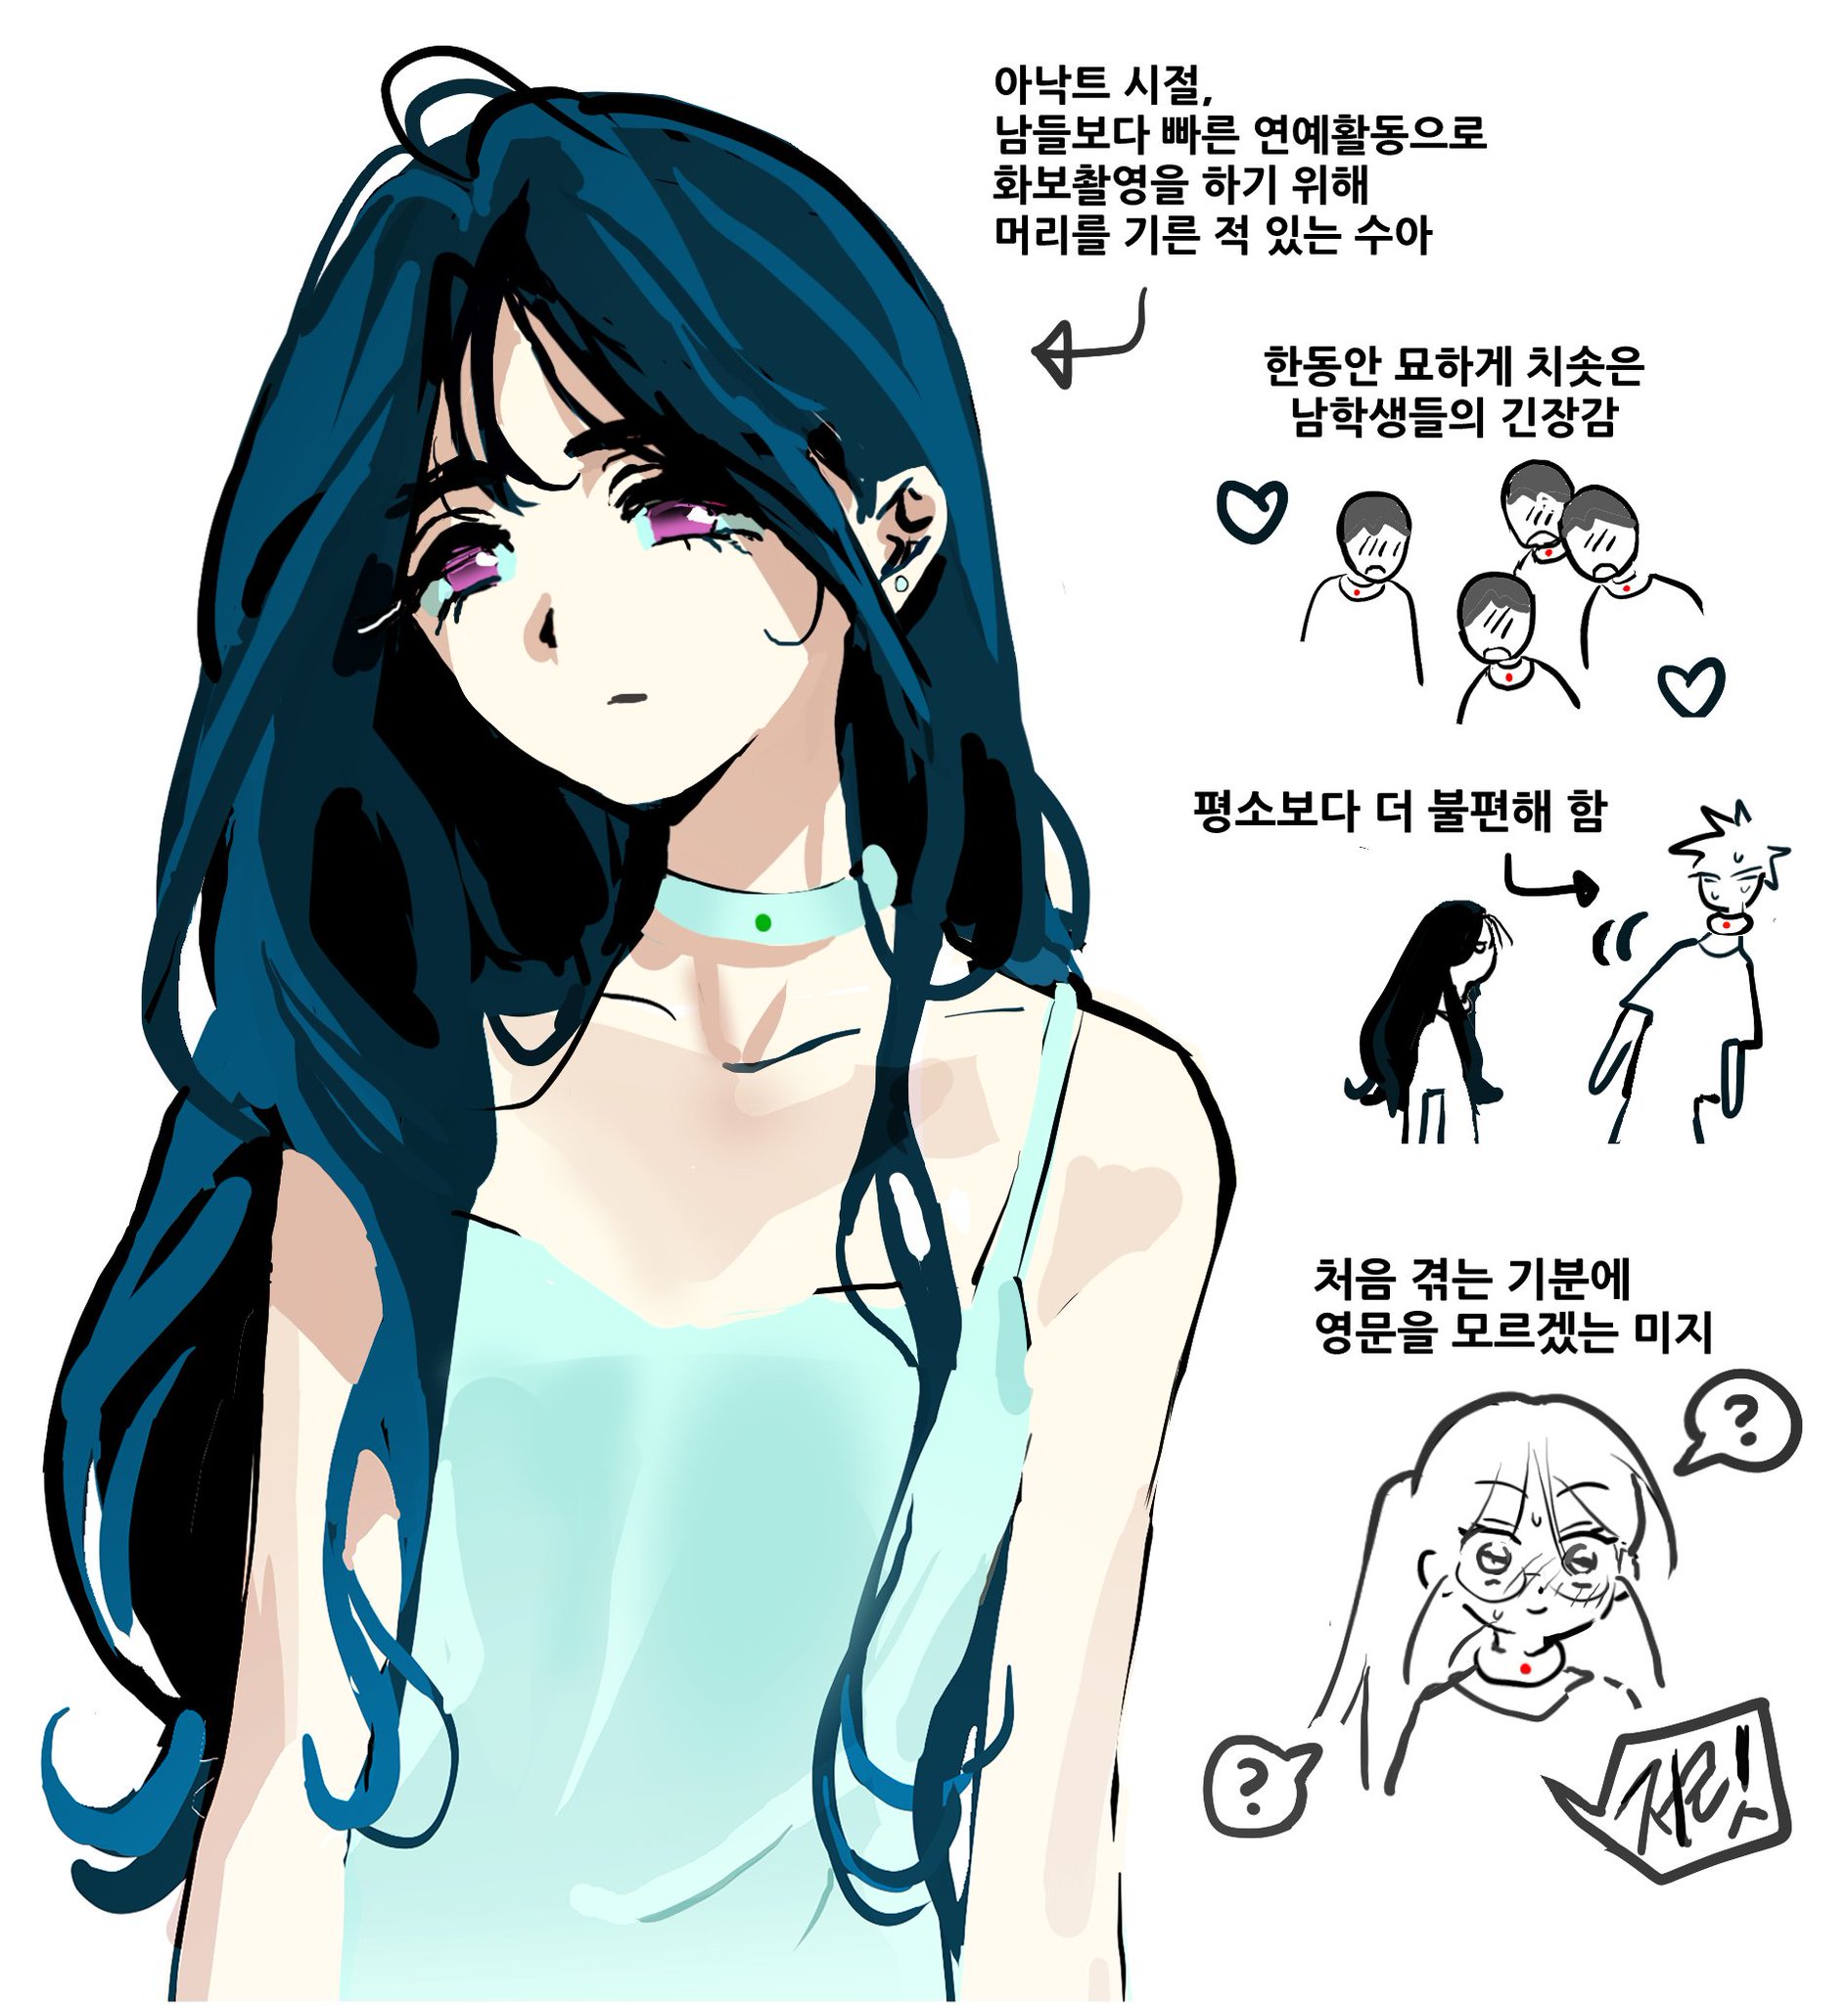 아낙트 시절,
남들보다 빠른 연예활동으로
화보촬영을 하기 위해
머리를 기른 적 있는 수아
한동안 묘하게 치솟은
남학생들의 긴장감
평소보다 더 불편해 함
처음 겪는 기분에
영문을 모르겠는 미지
?
?